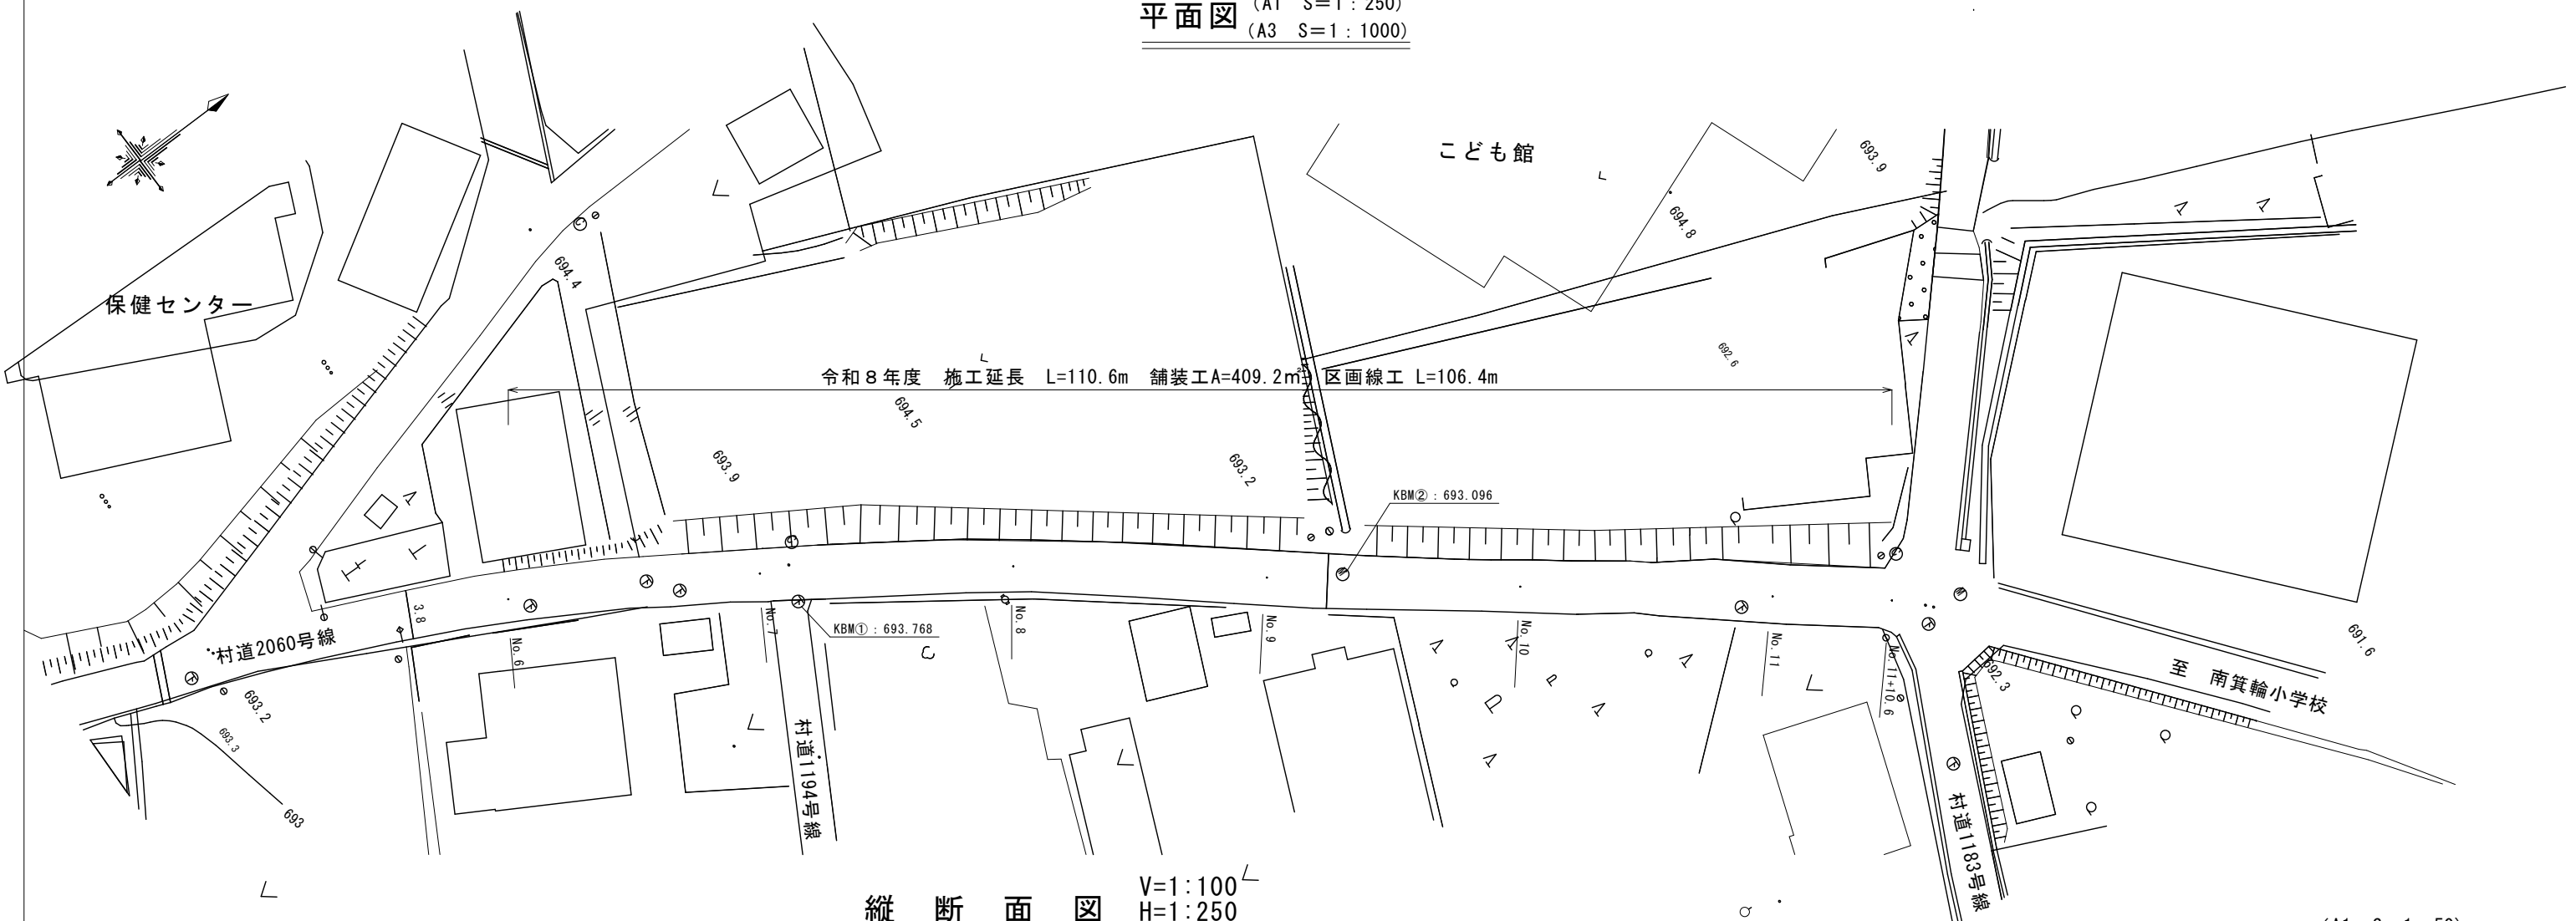 平面図
(A1 S=1：250)
(A3 S=1：1000)
こども館
693.9
694.8
694.4
保健センター
692.6
令和８年度 施工延長 L=110.6m 舗装工A=409.2㎡ 区画線工 L=106.4m
694.5
693.9
693.2
KBM②：693.096
3.8
No.7
No.8
KBM①：693.768
No.9
No.10
No.11
No.6
村道2060号線
No.11+10.6
692.3
691.6
至 南箕輪小学校
693.2
693.3
村道1194号線
693
村道1183号線
縦断面図
V=1:100
H=1:250